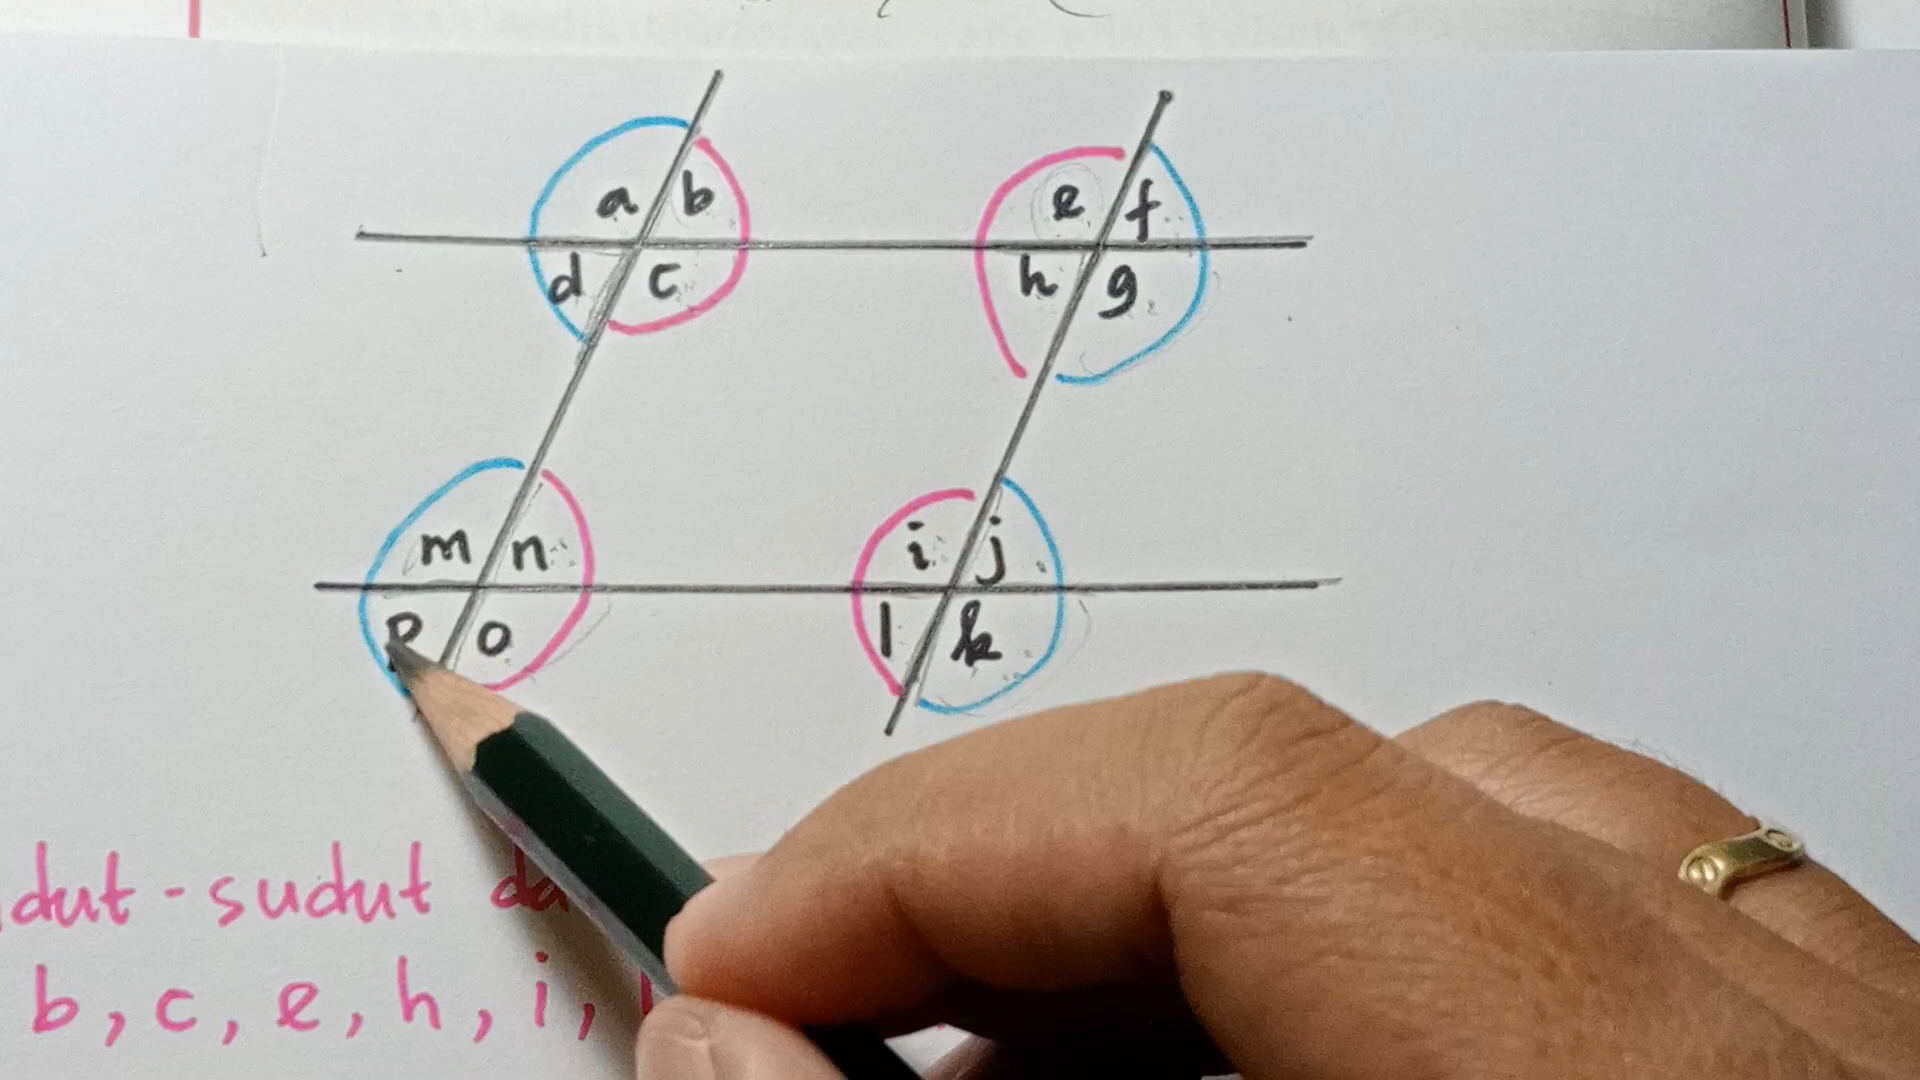 a b e f
d c h g
m n i j
p o l k
dut - sudut
b, c, e, h, i,